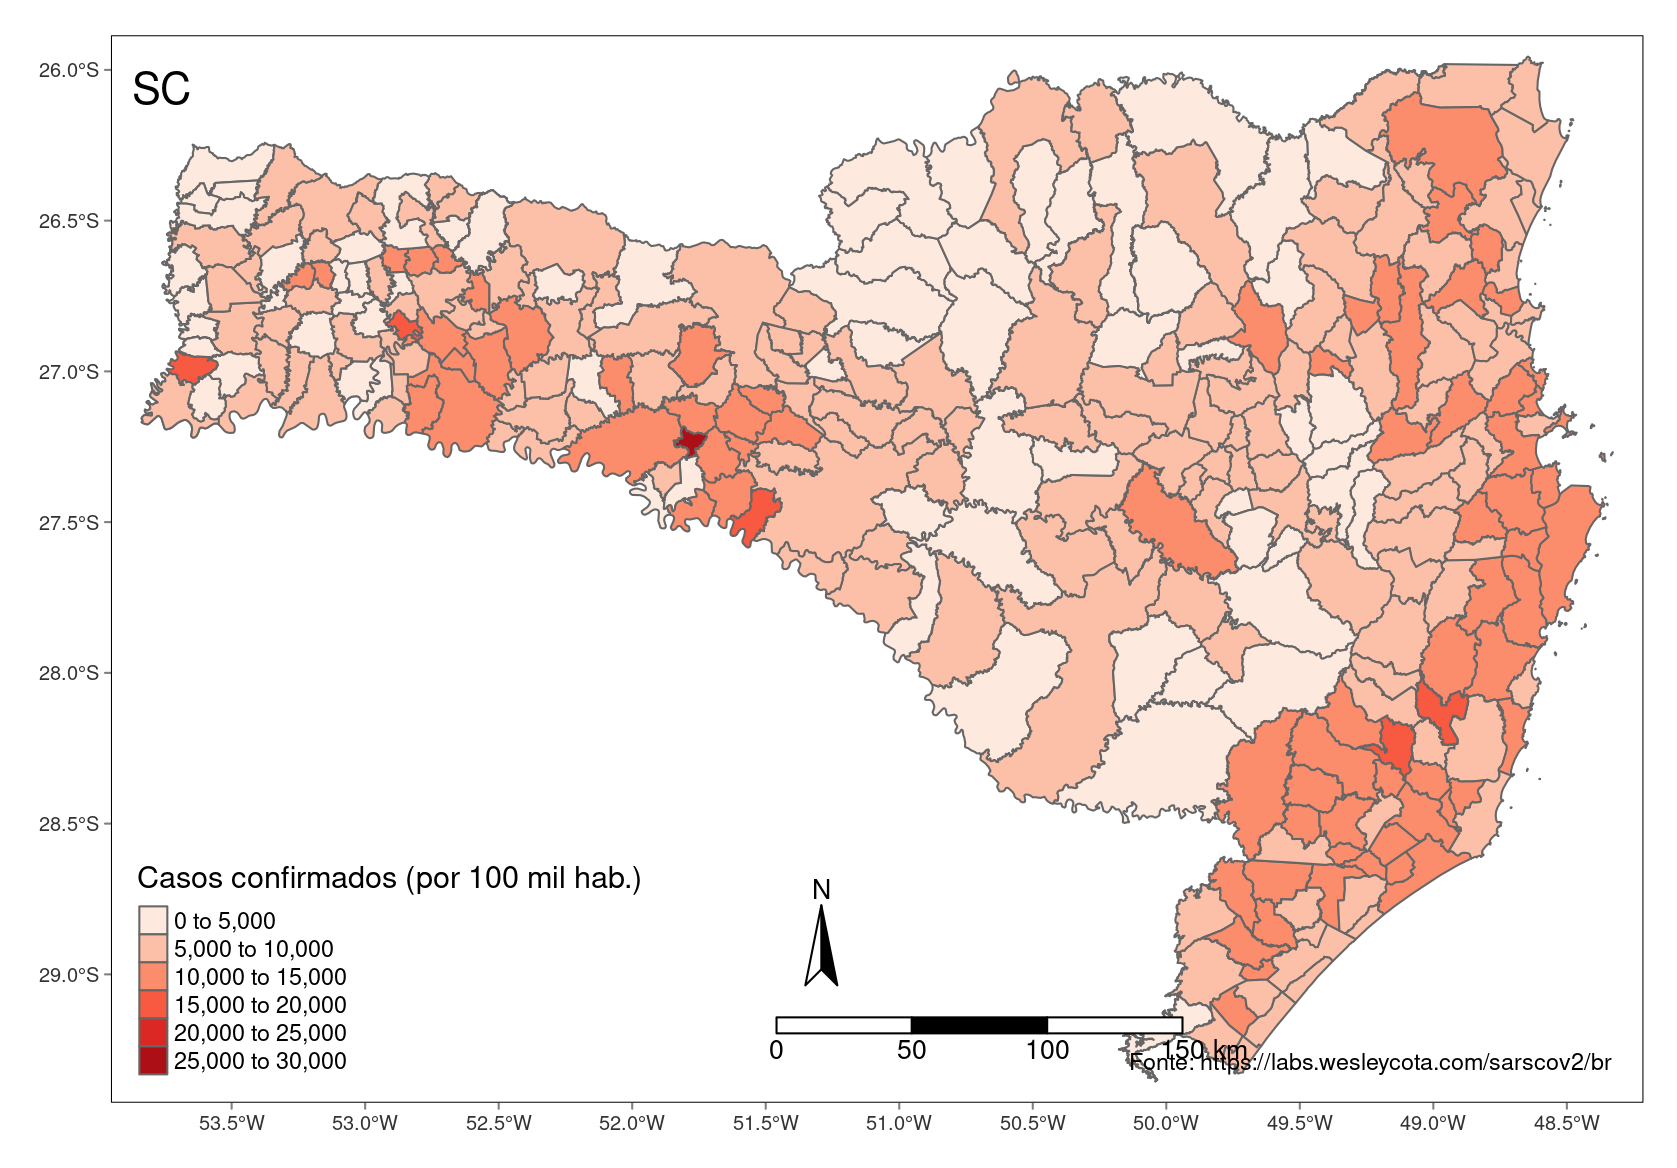 SC
26.0°S
26.5°S
27.0°S
27.5°S
28.0°S
28.5°S
29.0°S
Casos confirmados (por 100 mil hab.)
0 to 5,000
5,000 to 10,000
10,000 to 15,000
15,000 to 20,000
20,000 to 25,000
25,000 to 30,000
N
0 50 100 150 km
Fonte: https://labs.wesleycota.com/sarscov2/br
53.5°W 53.0°W 52.5°W 52.0°W 51.5°W 51.0°W 50.5°W 50.0°W 49.5°W 49.0°W 48.5°W